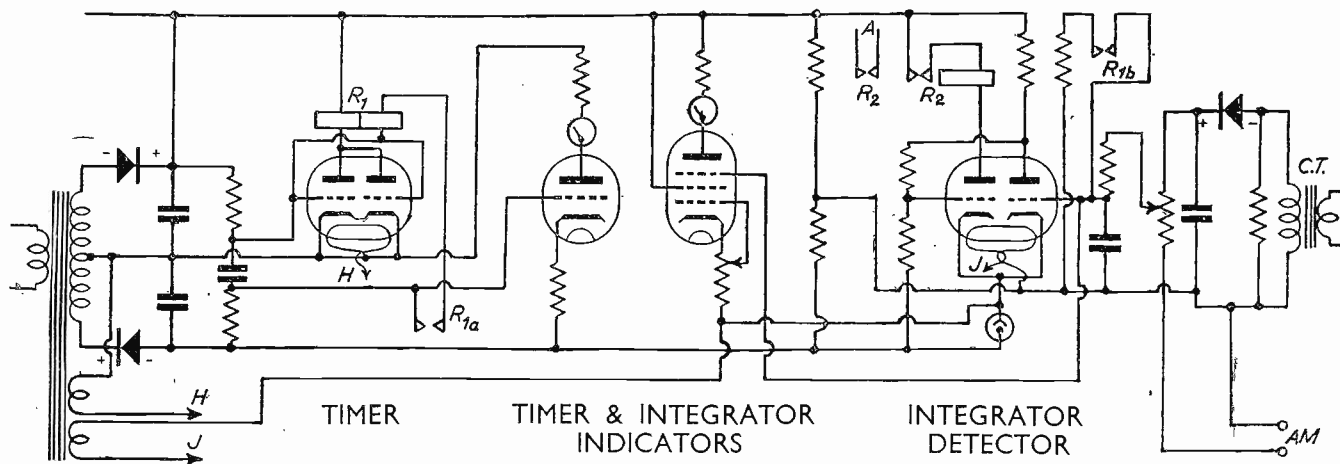 A
R2
R2
R1b
R1
C.T.
H
J
R1a
H
J
TIMER
TIMER & INTEGRATOR
INDICATORS
INTEGRATOR
DETECTOR
AM
- +
+ -
+ -
+ -